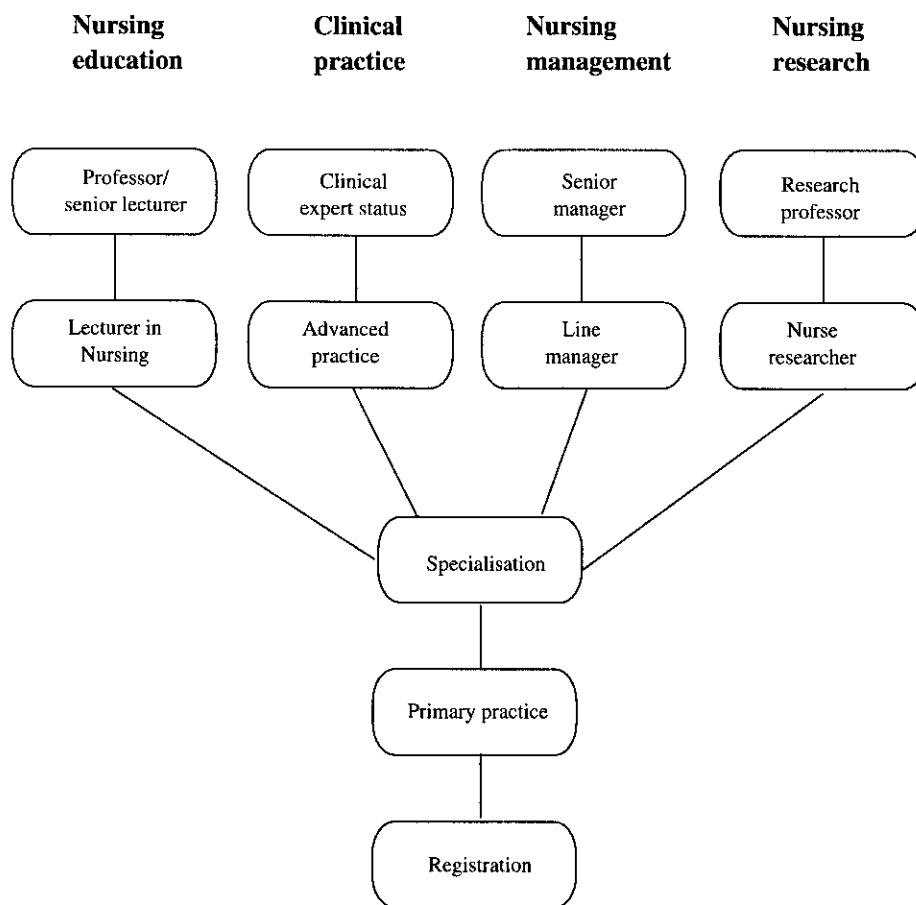 Nursing
education
Clinical
practice
Nursing
management
Nursing
research
Professor/
senior lecturer
Clinical
expert status
Senior
manager
Research
professor
Lecturer in
Nursing
Advanced
practice
Line
manager
Nurse
researcher
Specialisation
Primary practice
Registration